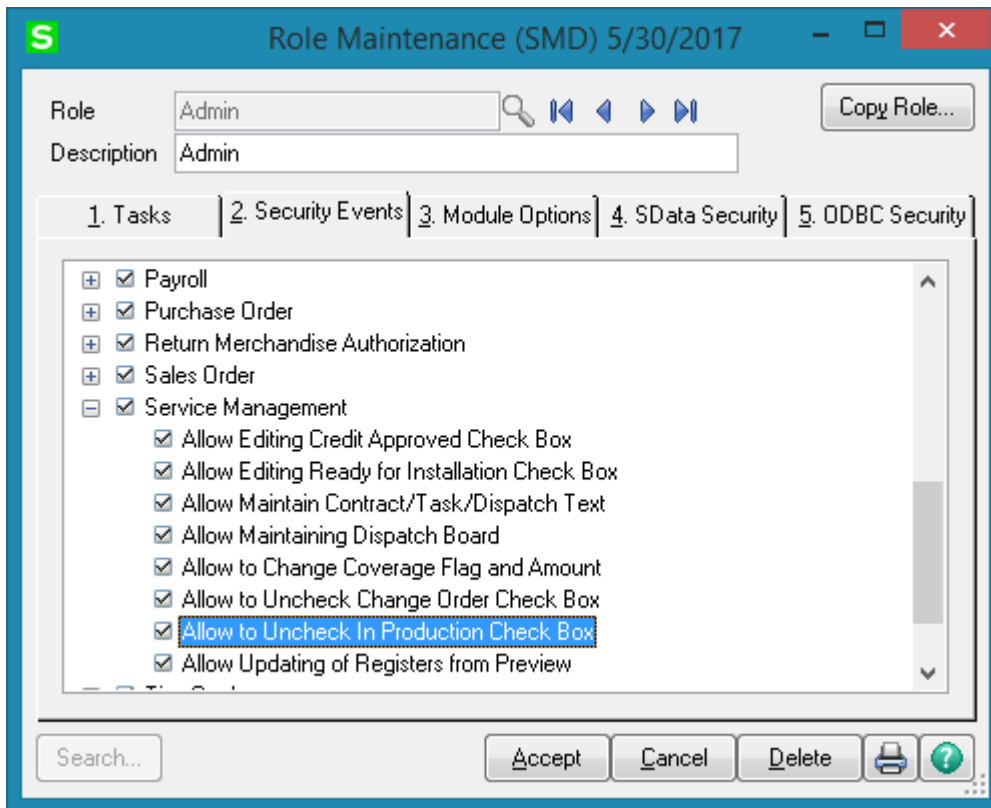 S Role Maintenance (SMD) 5/30/2017
Role Admin Copy Role...
Description Admin
1. Tasks 2. Security Events 3. Module Options 4. SData Security 5. ODBC Security
Payroll
Purchase Order
Return Merchandise Authorization
Sales Order
Service Management
Allow Editing Credit Approved Check Box
Allow Editing Ready for Installation Check Box
Allow Maintain Contract/Task/Dispatch Text
Allow Maintaining Dispatch Board
Allow to Change Coverage Flag and Amount
Allow to Uncheck Change Order Check Box
Allow to Uncheck In Production Check Box
Allow Updating of Registers from Preview
Search... Accept Cancel Delete ?